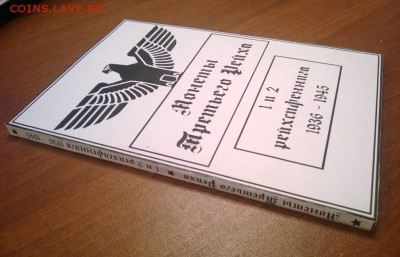 COINS.LAVE.RU
Монеты
Третьего Рейха
1 и 2
рейхспфеннига
1936 - 1945
Монеты Третьего Рейха ★ 1 и 2 рейхспфеннига 1936 - 1945 ★